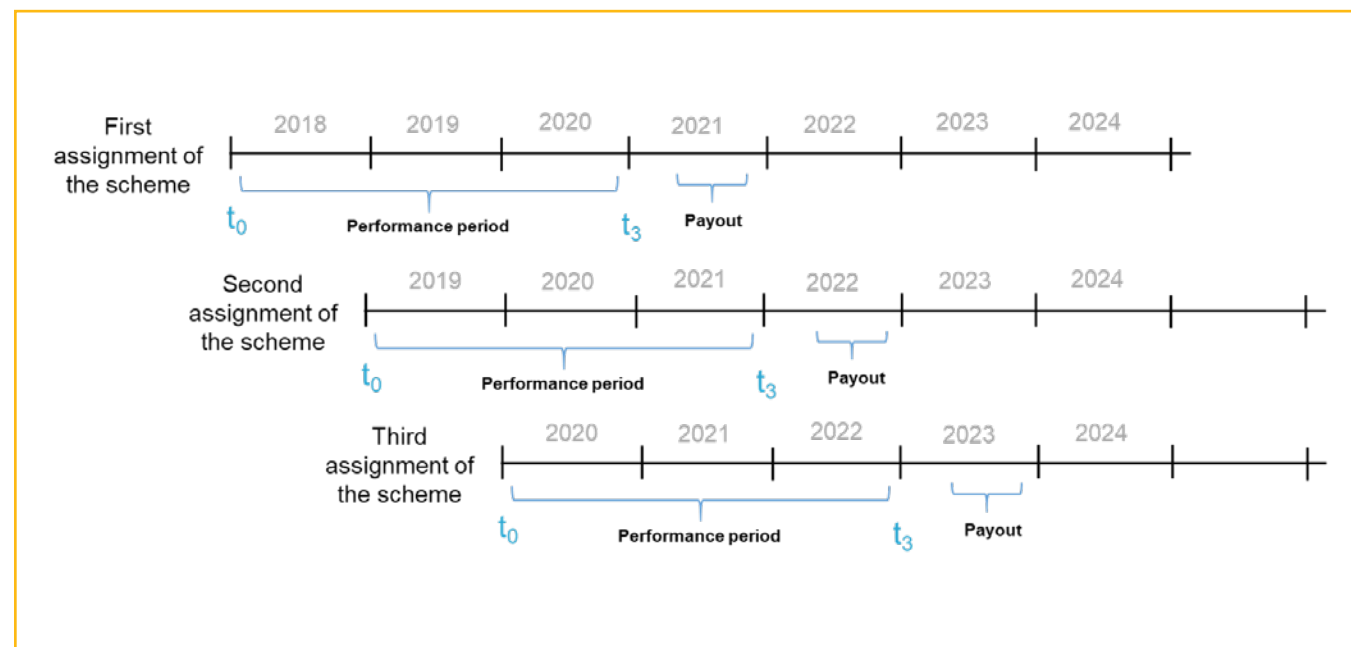 2018 2019 2020 2021 2022 2023 2024
First
assignment of
the scheme
t0 Performance period t3 Payout
2019 2020 2021 2022 2023 2024
Second
assignment of
the scheme
t0 Performance period t3 Payout
2020 2021 2022 2023 2024
Third
assignment of
the scheme
t0 Performance period t3 Payout